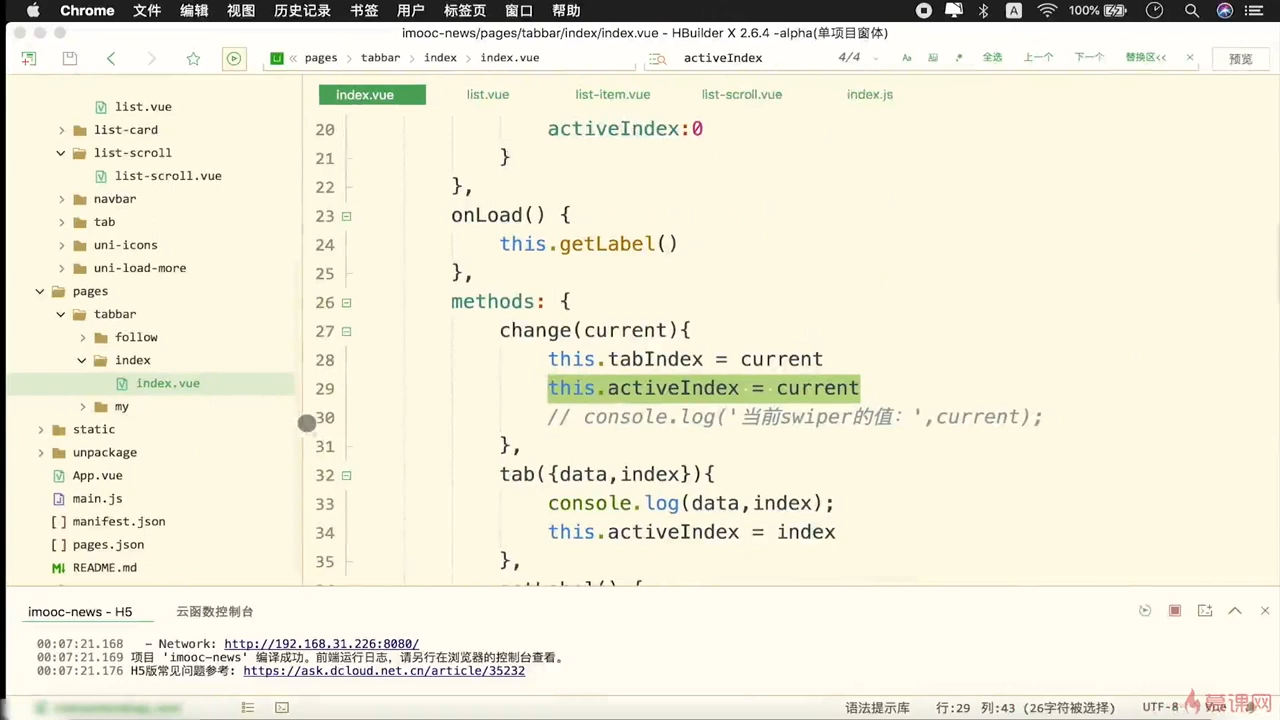 Chrome 文件 编辑 视图 历史记录 书签 用户 标签页 窗口 帮助 A 100%
imooc-news/pages/tabbar/index/index.vue - HBuilder X 2.6.4 -alpha(单项目窗体)
pages tabbar index index.vue activeIndex 4/4 Aa 全选 上一个 下一个 替换区<< 预览
list.vue
list-card
list-scroll
list-scroll.vue
navbar
tab
uni-icons
uni-load-more
pages
tabbar
follow
index
index.vue
my
static
unpackage
App.vue
main.js
manifest.json
pages.json
README.md
index.vue list.vue list-item.vue list-scroll.vue index.js
20 activeIndex:0
21 }
22 },
23 onLoad() {
24 this.getLabel()
25 },
26 methods: {
27 change(current){
28 this.tabIndex = current
29 this.activeIndex = current
30 // console.log('当前swiper的值：',current);
31 },
32 tab({data,index}){
33 console.log(data,index);
34 this.activeIndex = index
35 },
imooc-news - H5 云函数控制台
00:07:21.168 - Network: http://192.168.31.226:8080/
00:07:21.169 项目 'imooc-news' 编译成功。前端运行日志，请另行在浏览器的控制台查看。
00:07:21.176 H5版常见问题参考: https://ask.dcloud.net.cn/article/35232
语法提示库 行:29 列:43 (26字符被选择) UTF-8 Vue
慕课网